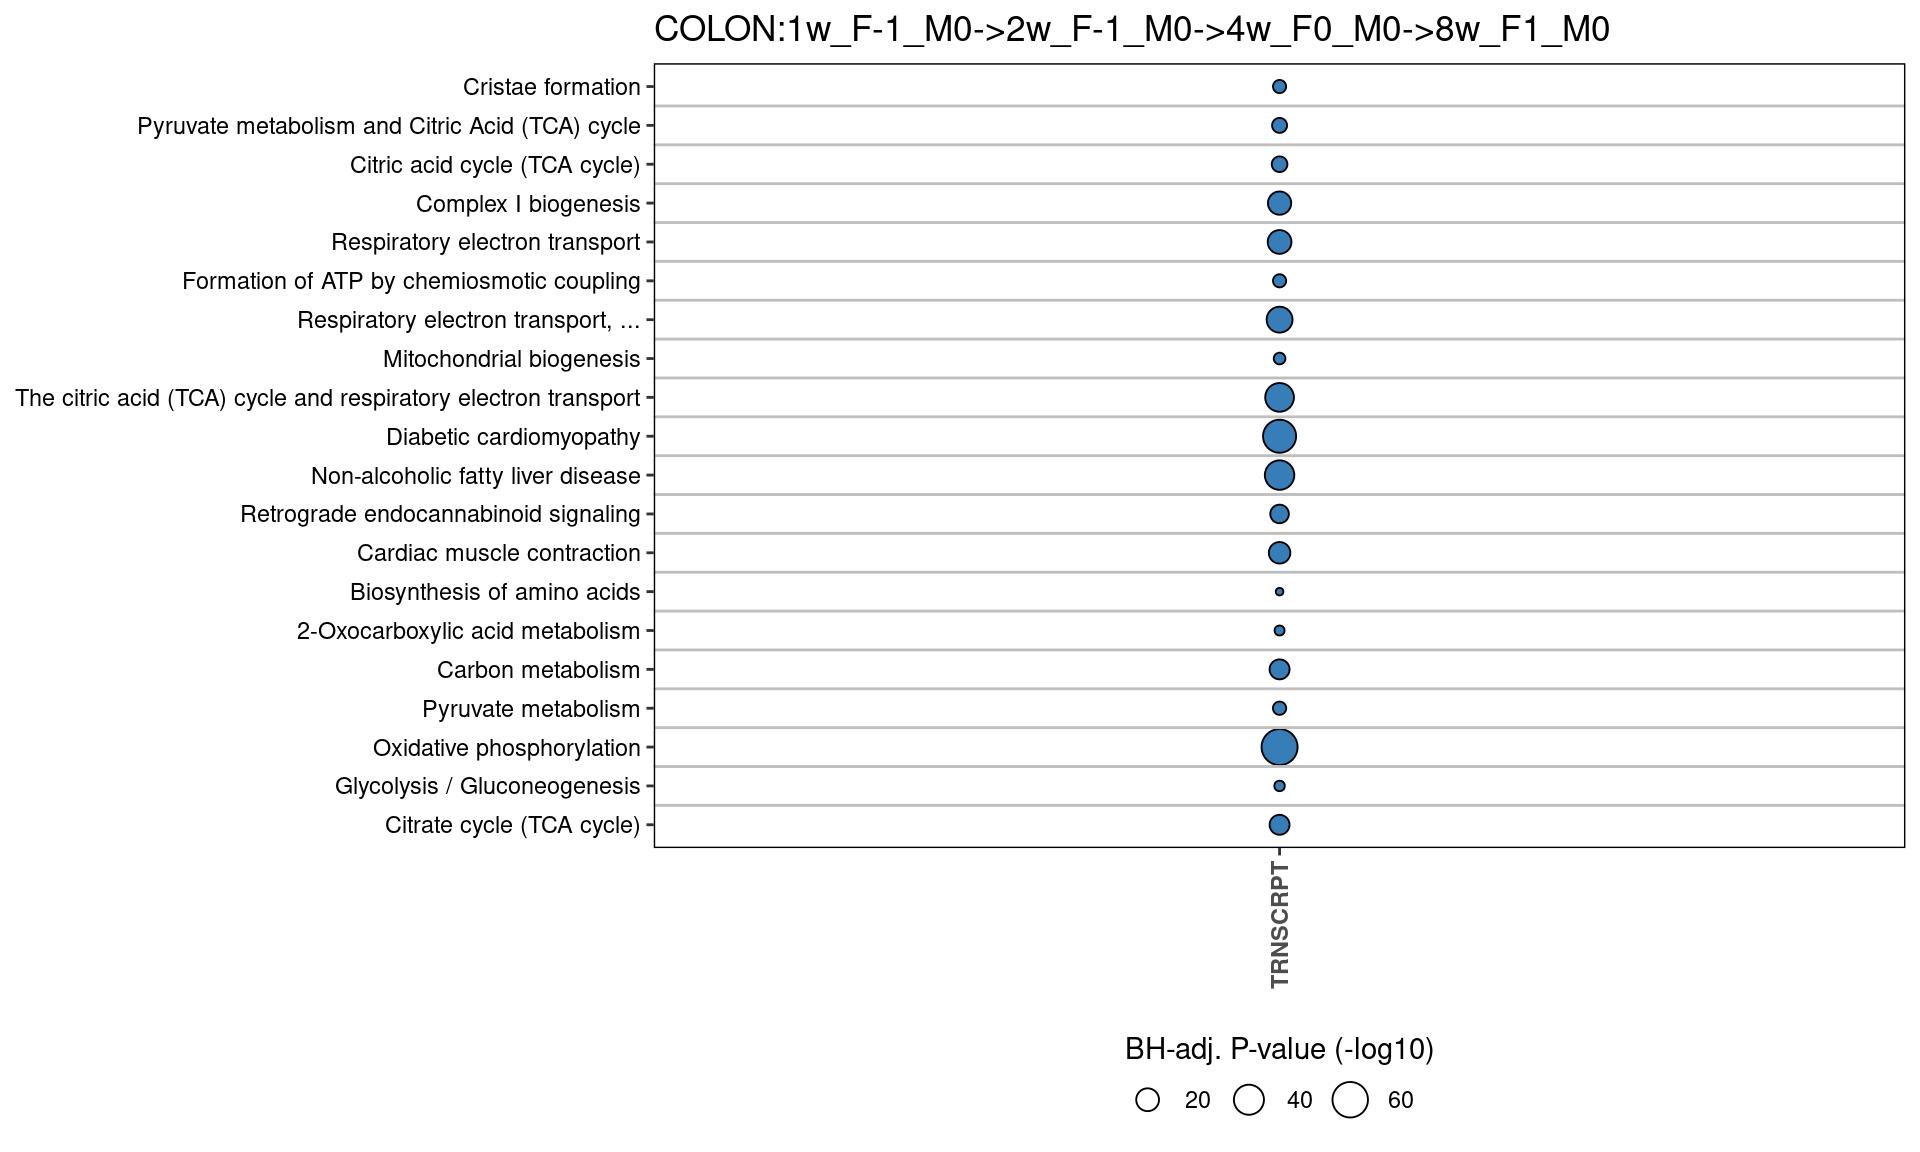 COLON:1w_F-1_M0->2w_F-1_M0->4w_F0_M0->8w_F1_M0
Cristae formation
Pyruvate metabolism and Citric Acid (TCA) cycle
Citric acid cycle (TCA cycle)
Complex I biogenesis
Respiratory electron transport
Formation of ATP by chemiosmotic coupling
Respiratory electron transport, ...
Mitochondrial biogenesis
The citric acid (TCA) cycle and respiratory electron transport
Diabetic cardiomyopathy
Non-alcoholic fatty liver disease
Retrograde endocannabinoid signaling
Cardiac muscle contraction
Biosynthesis of amino acids
2-Oxocarboxylic acid metabolism
Carbon metabolism
Pyruvate metabolism
Oxidative phosphorylation
Glycolysis / Gluconeogenesis
Citrate cycle (TCA cycle)
TRNSCRPT
BH-adj. P-value (-log10)
20 40 60